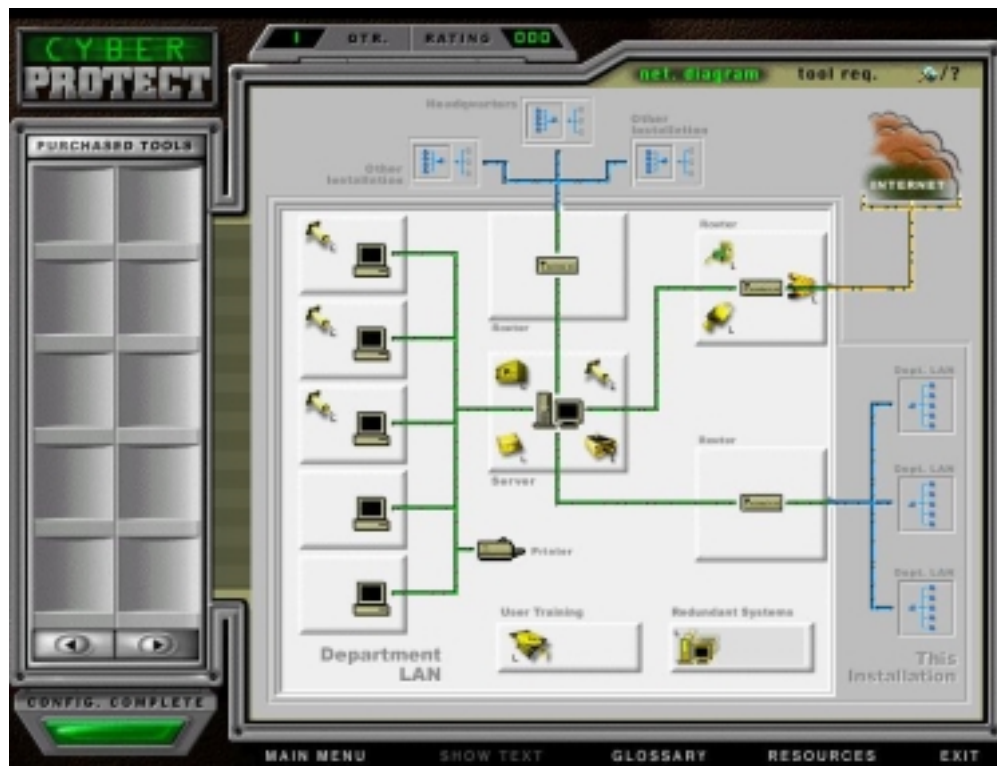 CYBER
PROTECT
1 QTR. RATING 000
net. diagram tool req. /?
PURCHASED TOOLS
Headquarters
Other
Installation
Other
Installation
INTERNET
Router
Router
Server
Router
Dept. LAN
Dept. LAN
Dept. LAN
Printer
User Training
Redundant Systems
Department
LAN
This
Installation
CONFIG. COMPLETE
MAIN MENU SHOW TEXT GLOSSARY RESOURCES EXIT